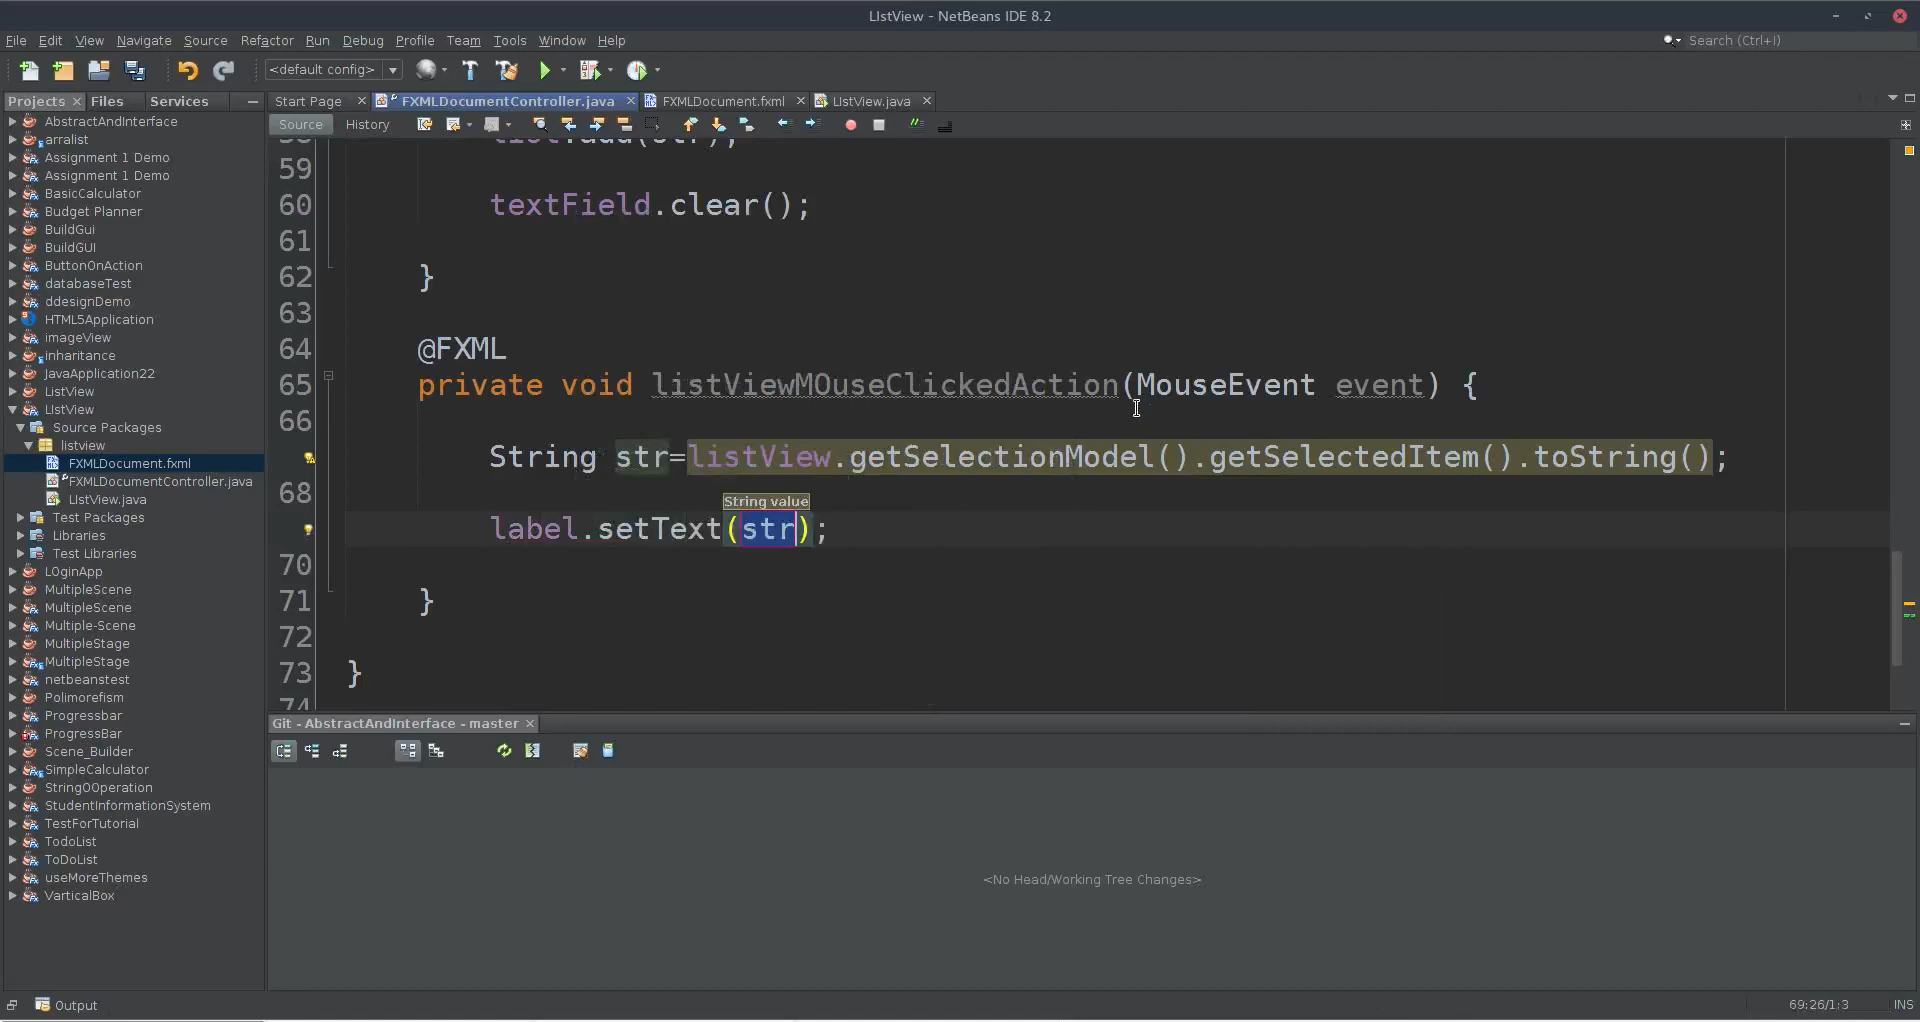 LIstView - NetBeans IDE 8.2
File Edit View Navigate Source Refactor Run Debug Profile Team Tools Window Help
Search (Ctrl+I)
<default config>
Projects Files Services
Start Page FXMLDocumentController.java FXMLDocument.fxml LIstView.java
Source History
AbstractAndInterface
arralist
Assignment 1 Demo
Assignment 1 Demo
BasicCalculator
Budget Planner
BuildGui
BuildGUI
ButtonOnAction
databaseTest
ddesignDemo
HTML5Application
imageView
inheritance
JavaApplication22
ListView
LIstView
Source Packages
listview
FXMLDocument.fxml
FXMLDocumentController.java
LIstView.java
Test Packages
Libraries
Test Libraries
LOginApp
MultipleScene
MultipleScene
Multiple-Scene
MultipleStage
MultipleStage
netbeanstest
Polimorefism
Progressbar
ProgressBar
Scene_Builder
SimpleCalculator
StringOOperation
StudentInformationSystem
TestForTutorial
TodoList
ToDoList
useMoreThemes
VarticalBox
58 list.add(str);
59
60 textField.clear();
61
62 }
63
64 @FXML
65 private void listViewMOuseClickedAction(MouseEvent event) {
66
String str=listView.getSelectionModel().getSelectedItem().toString();
68
String value
label.setText(str);
70
71 }
72
73 }
74
Git - AbstractAndInterface - master
<No Head/Working Tree Changes>
Output
69:26/1:3 INS